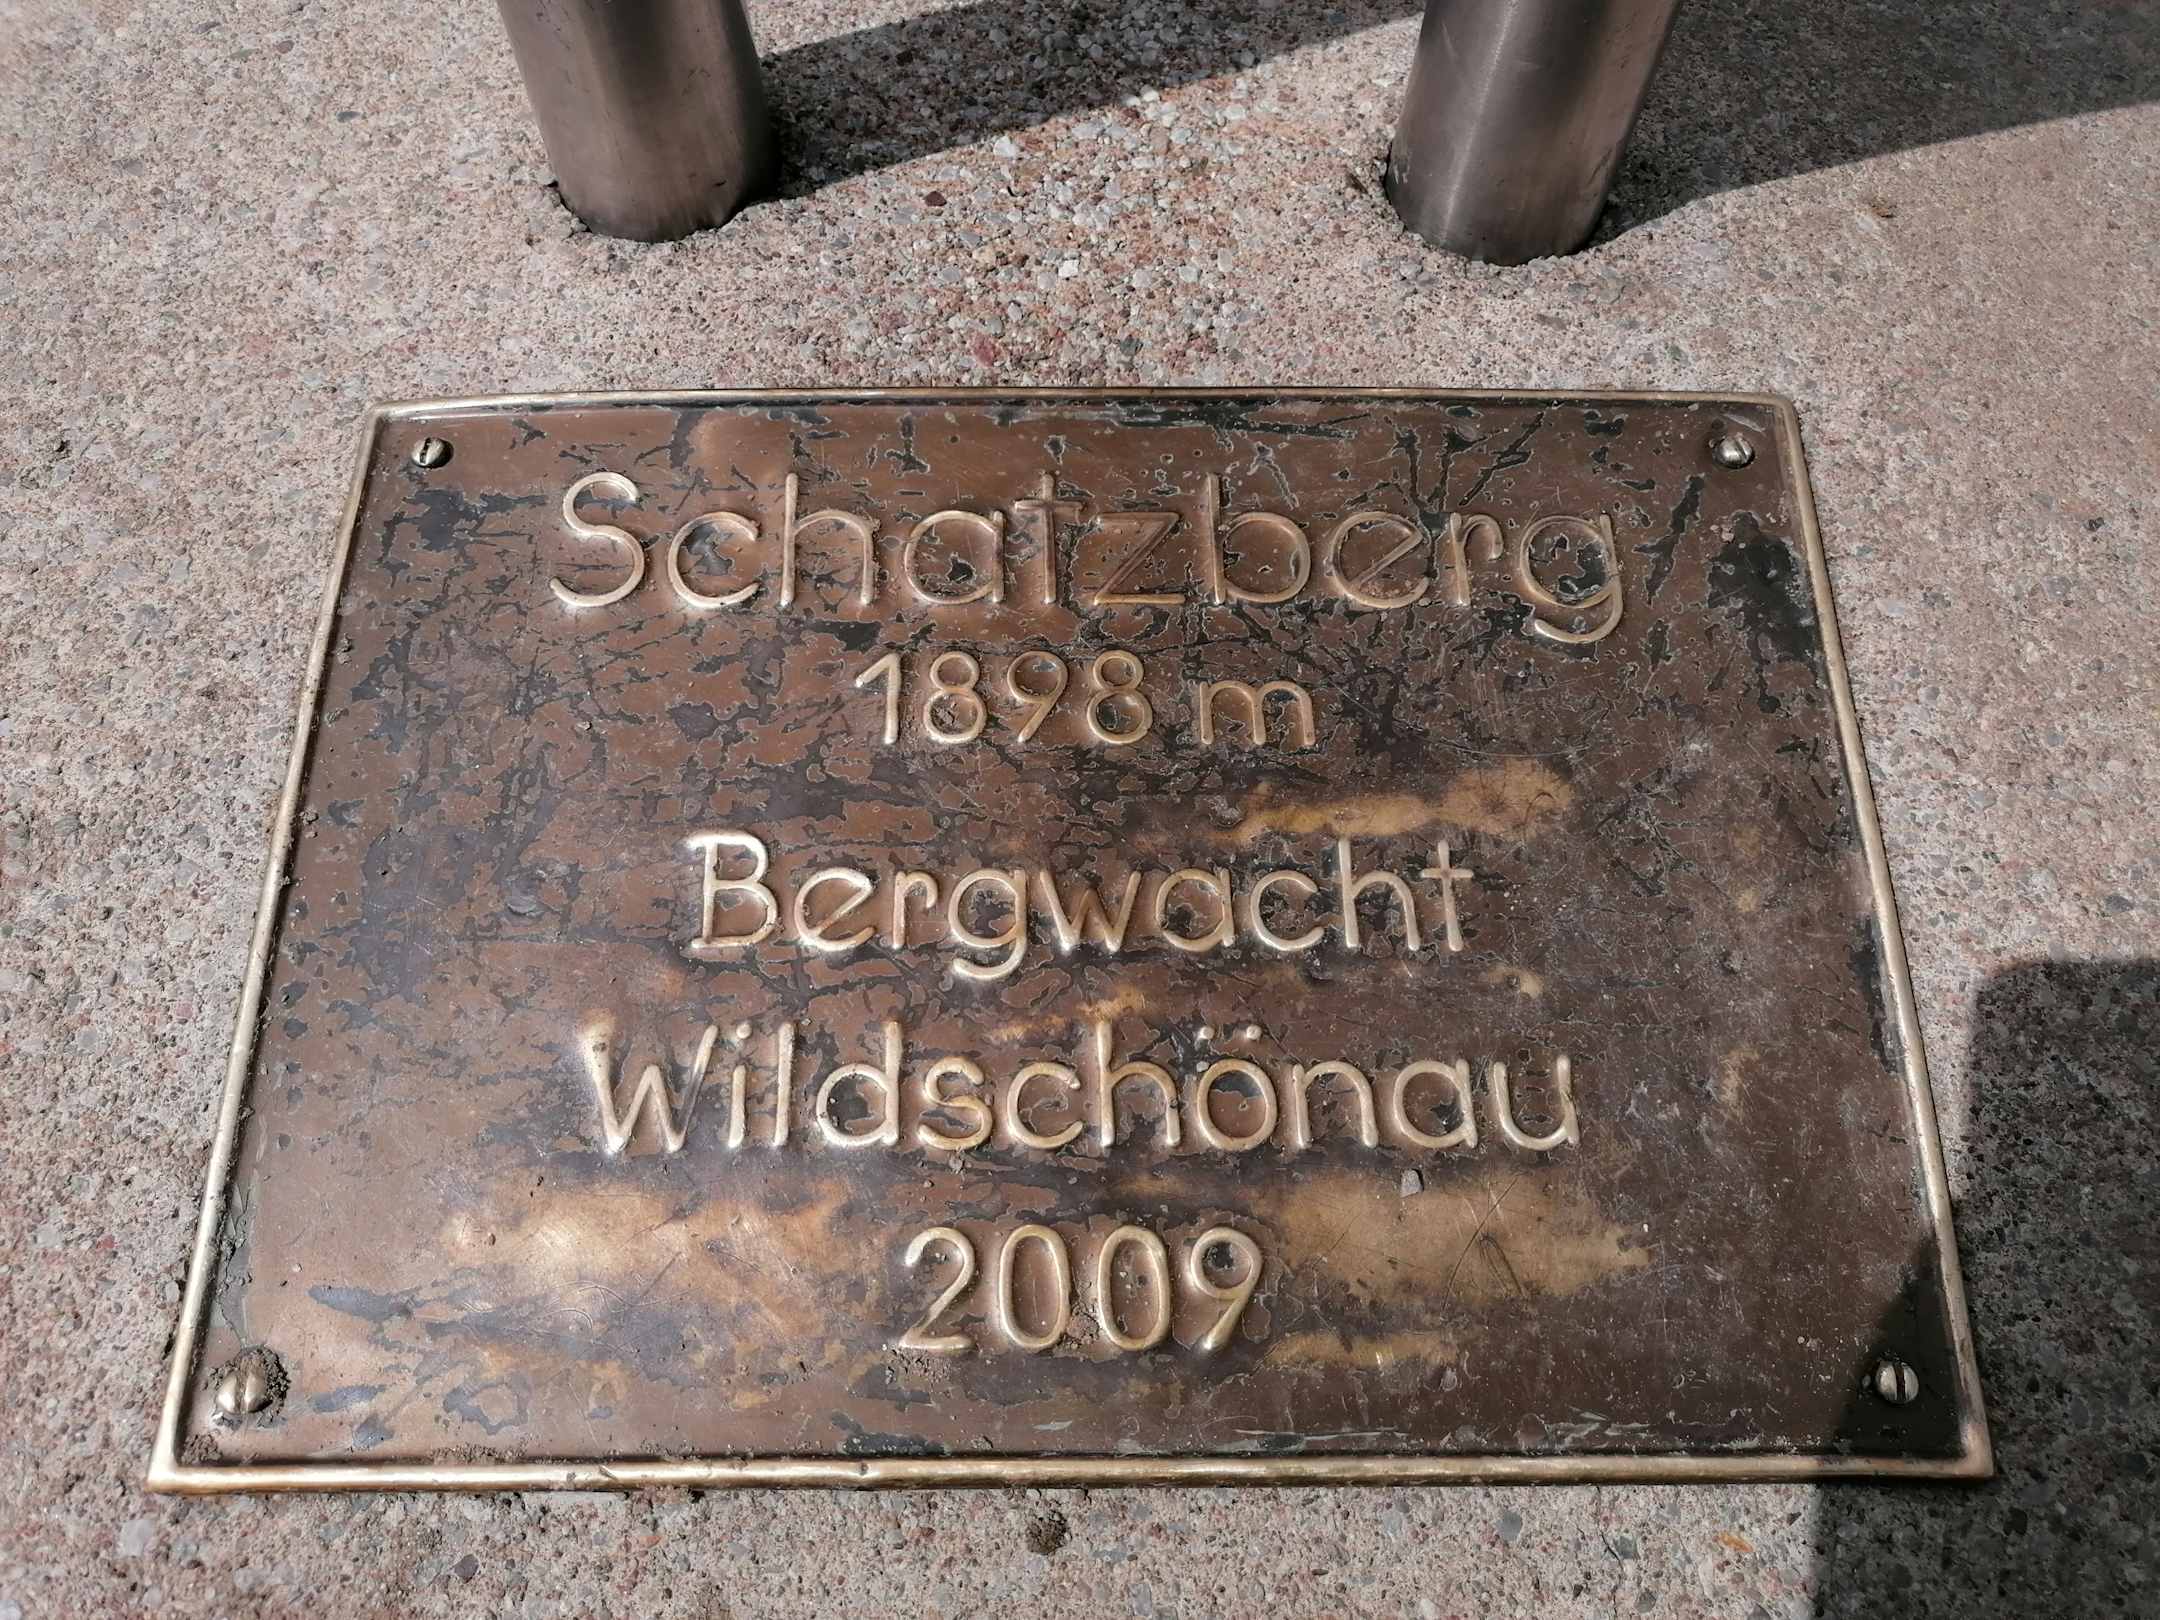 Schatzberg
1898 m
Bergwacht
Wildschönau
2009